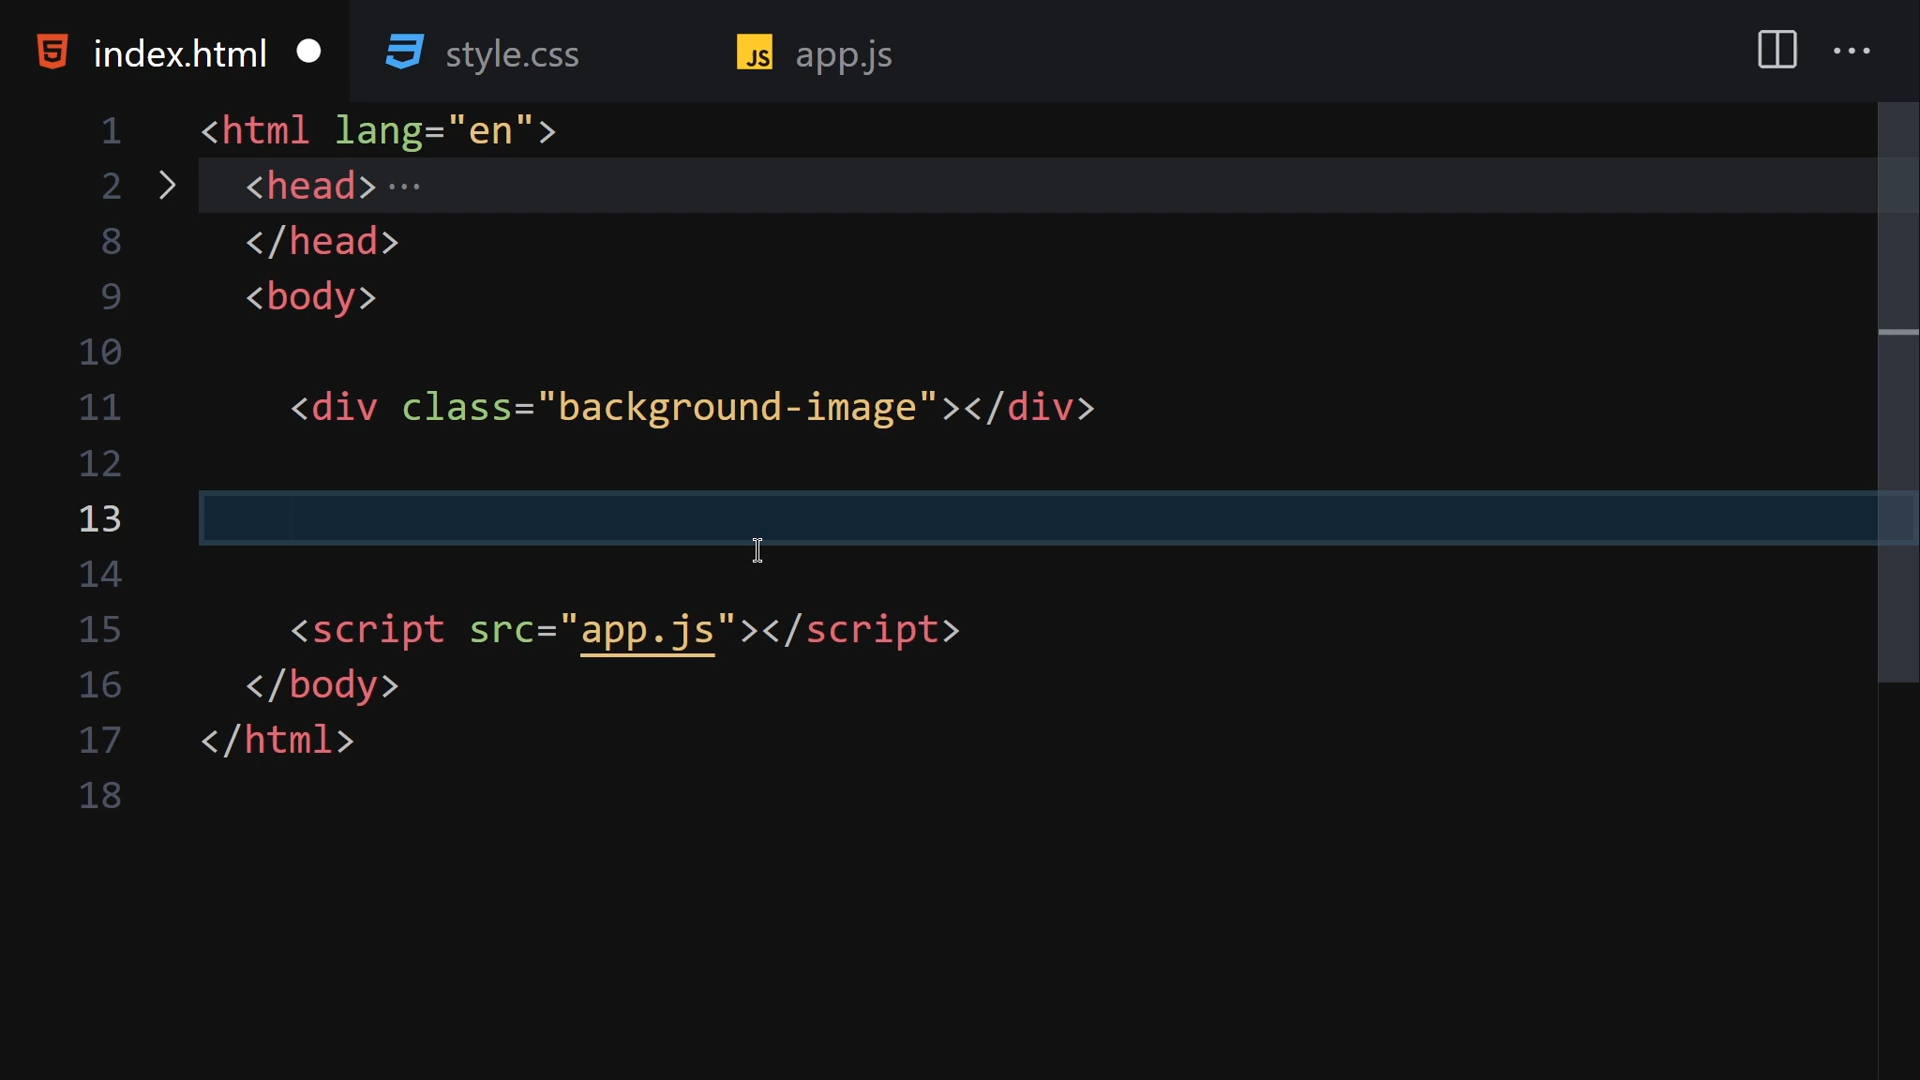 index.html
style.css
JS app.js
1 <html lang="en">
2 <head>...
8 </head>
9 <body>
10
11 <div class="background-image"></div>
12
13
14
15 <script src="app.js"></script>
16 </body>
17 </html>
18